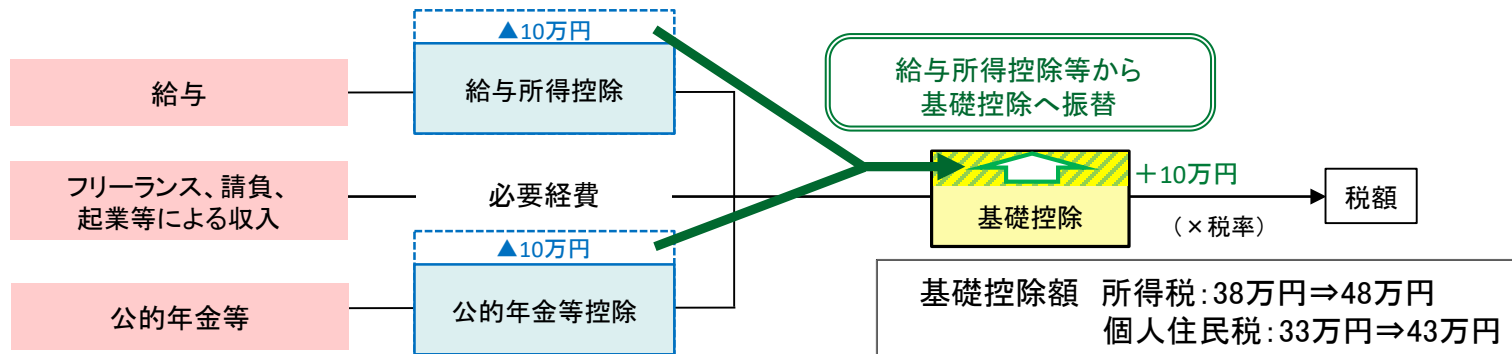 ▲10万円
給与
給与所得控除
給与所得控除等から
基礎控除へ振替
フリーランス、請負、
起業等による収入
必要経費
+10万円
基礎控除
(×税率)
税額
▲10万円
公的年金等
公的年金等控除
基礎控除額 所得税:38万円⇒48万円
個人住民税:33万円⇒43万円